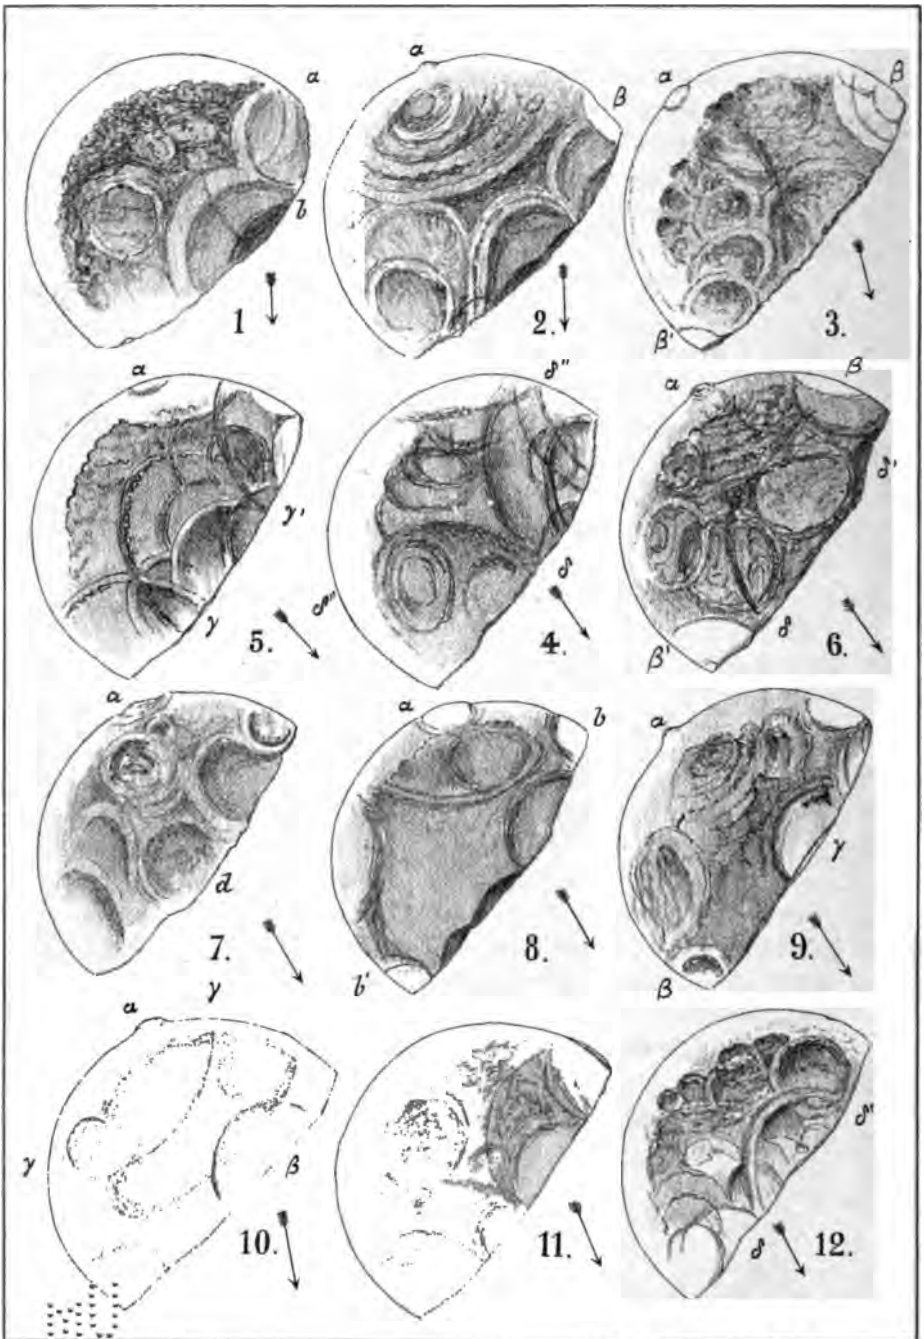 α
α
β
α
β
b
1
2.
3.
β'
α
δ''
α
β
δ'
γ'
δ''
δ
γ
5.
4.
δ
6.
β'
α
α
b
α
d
γ
7.
8.
9.
b'
β
α
γ
γ
β
δ'
10.
11.
δ
12.